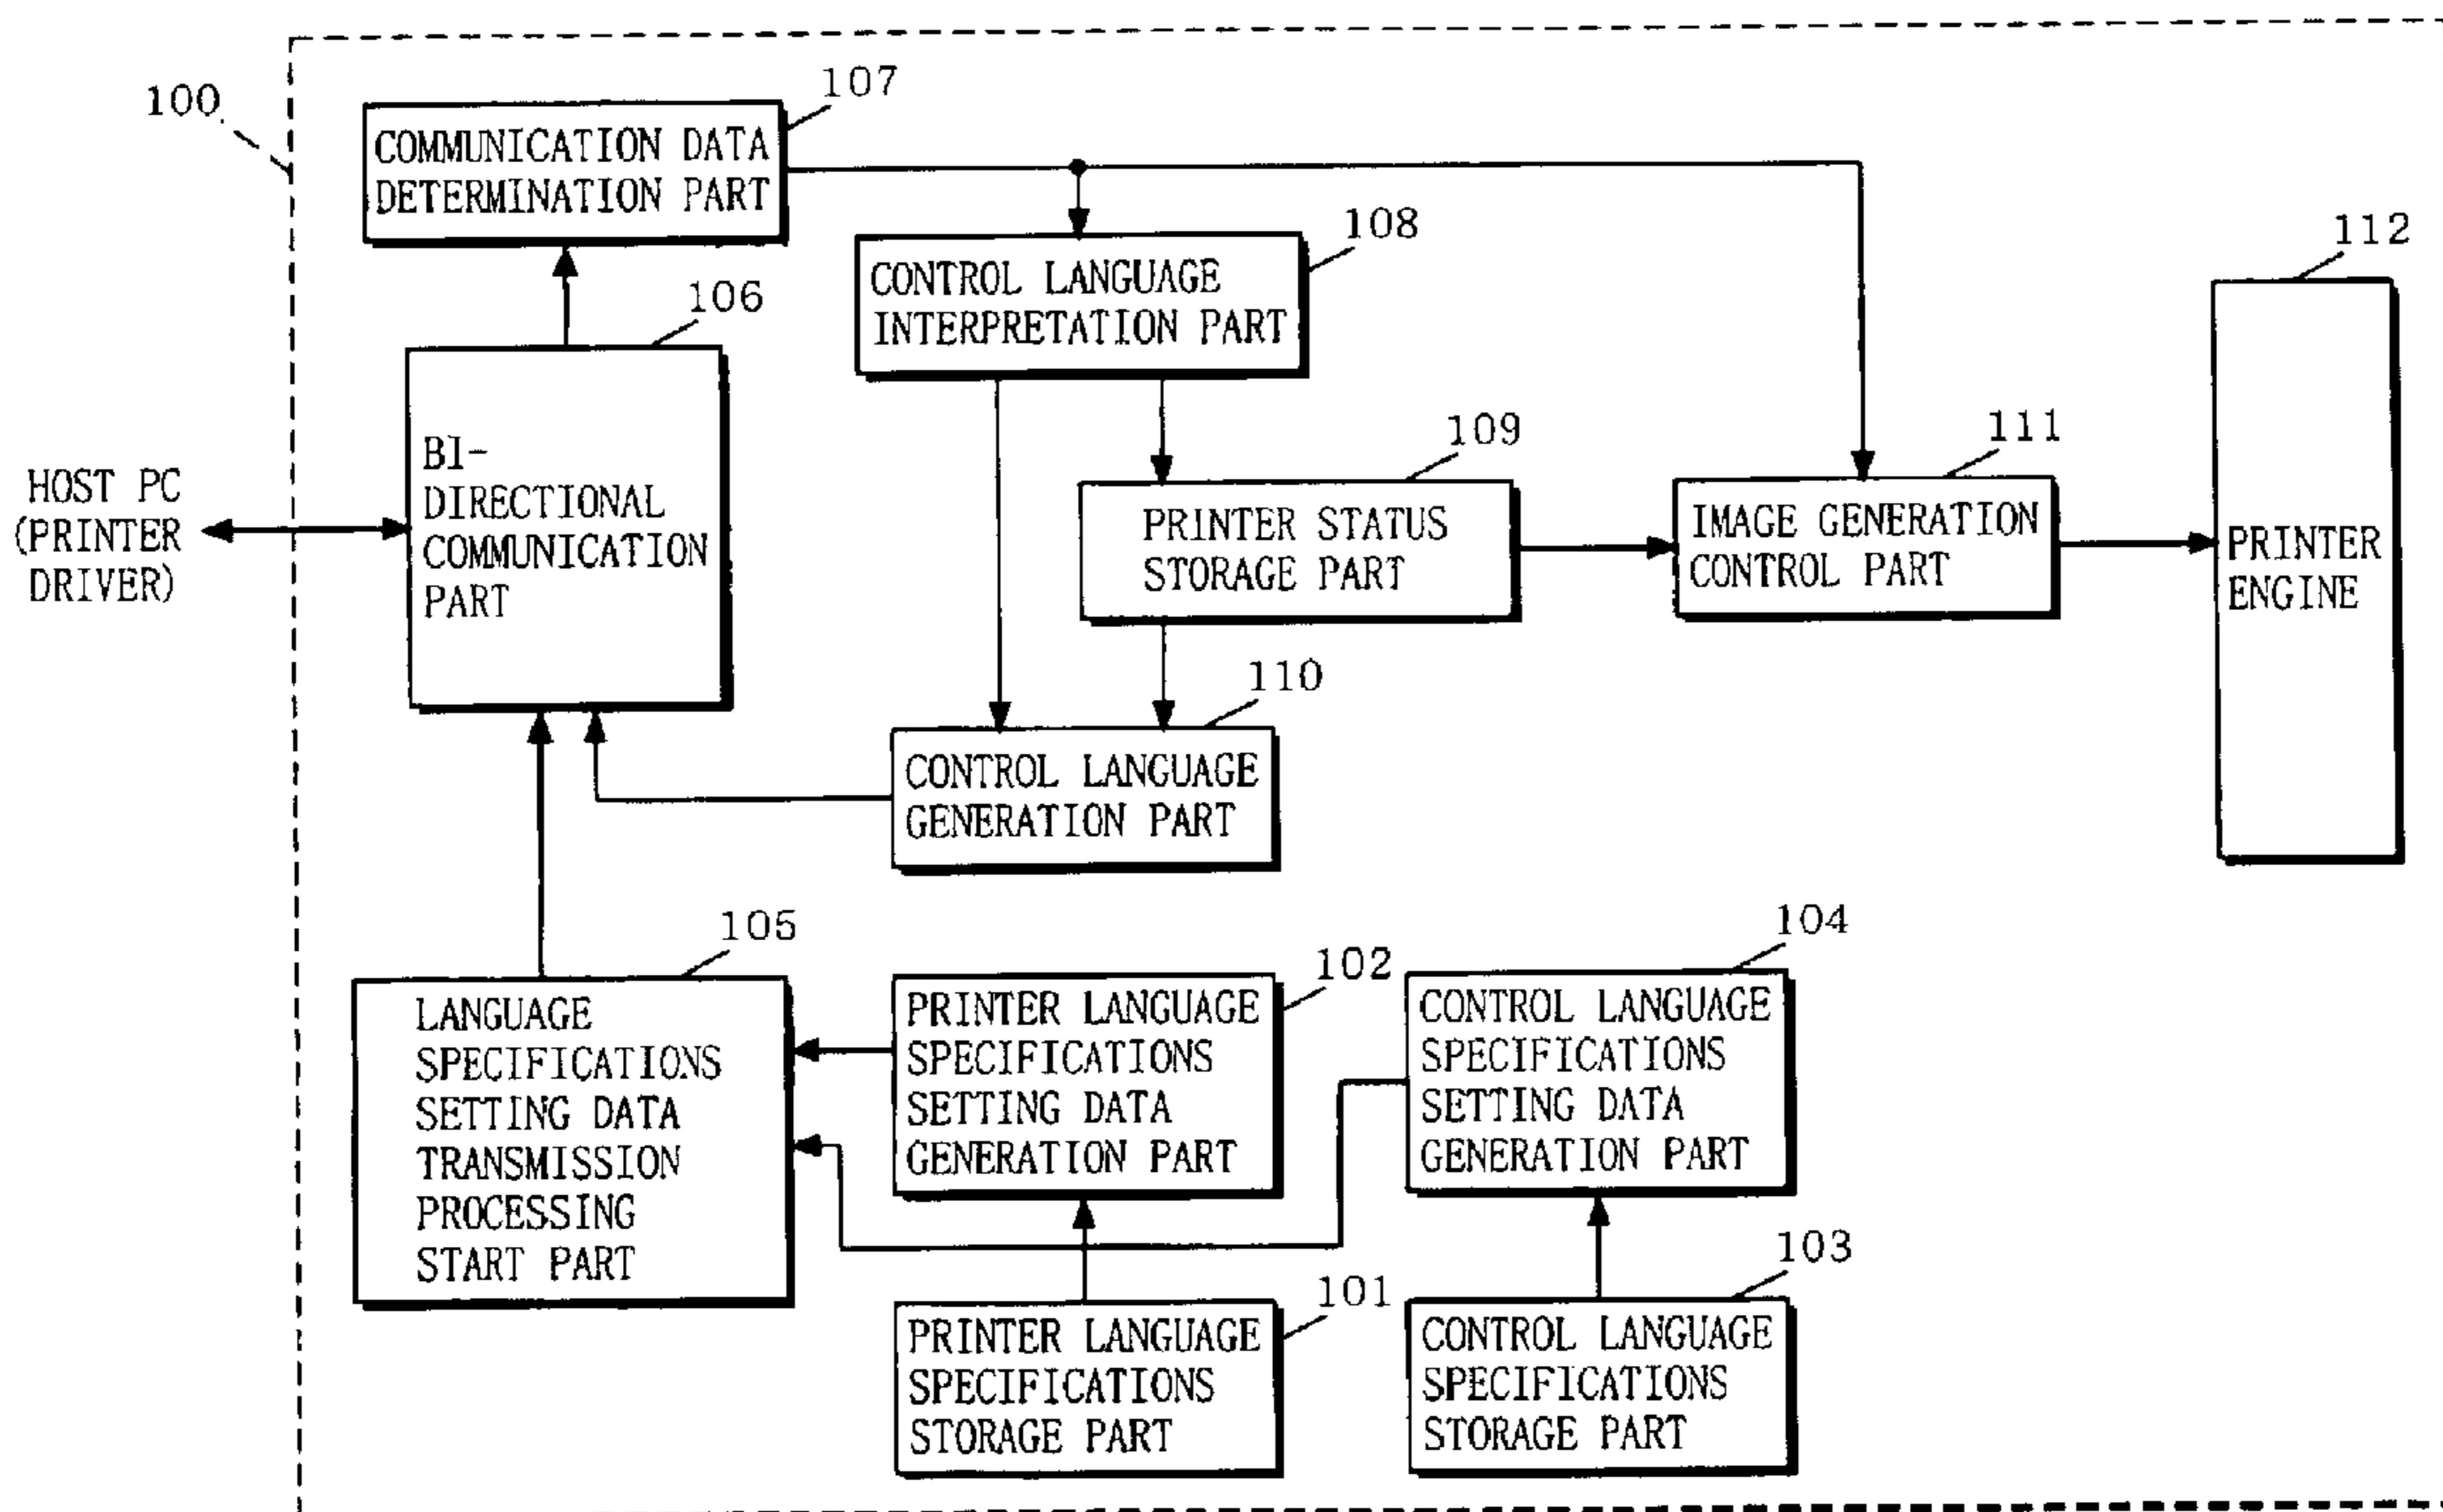 100
107
COMMUNICATION DATA
DETERMINATION PART
108
CONTROL LANGUAGE
INTERPRETATION PART
112
PRINTER
ENGINE
106
BI-
DIRECTIONAL
COMMUNICATION
PART
HOST PC
(PRINTER
DRIVER)
109
PRINTER STATUS
STORAGE PART
111
IMAGE GENERATION
CONTROL PART
110
CONTROL LANGUAGE
GENERATION PART
105
LANGUAGE
SPECIFICATIONS
SETTING DATA
TRANSMISSION
PROCESSING
START PART
102
PRINTER LANGUAGE
SPECIFICATIONS
SETTING DATA
GENERATION PART
104
CONTROL LANGUAGE
SPECIFICATIONS
SETTING DATA
GENERATION PART
101
PRINTER LANGUAGE
SPECIFICATIONS
STORAGE PART
103
CONTROL LANGUAGE
SPECIFICATIONS
STORAGE PART